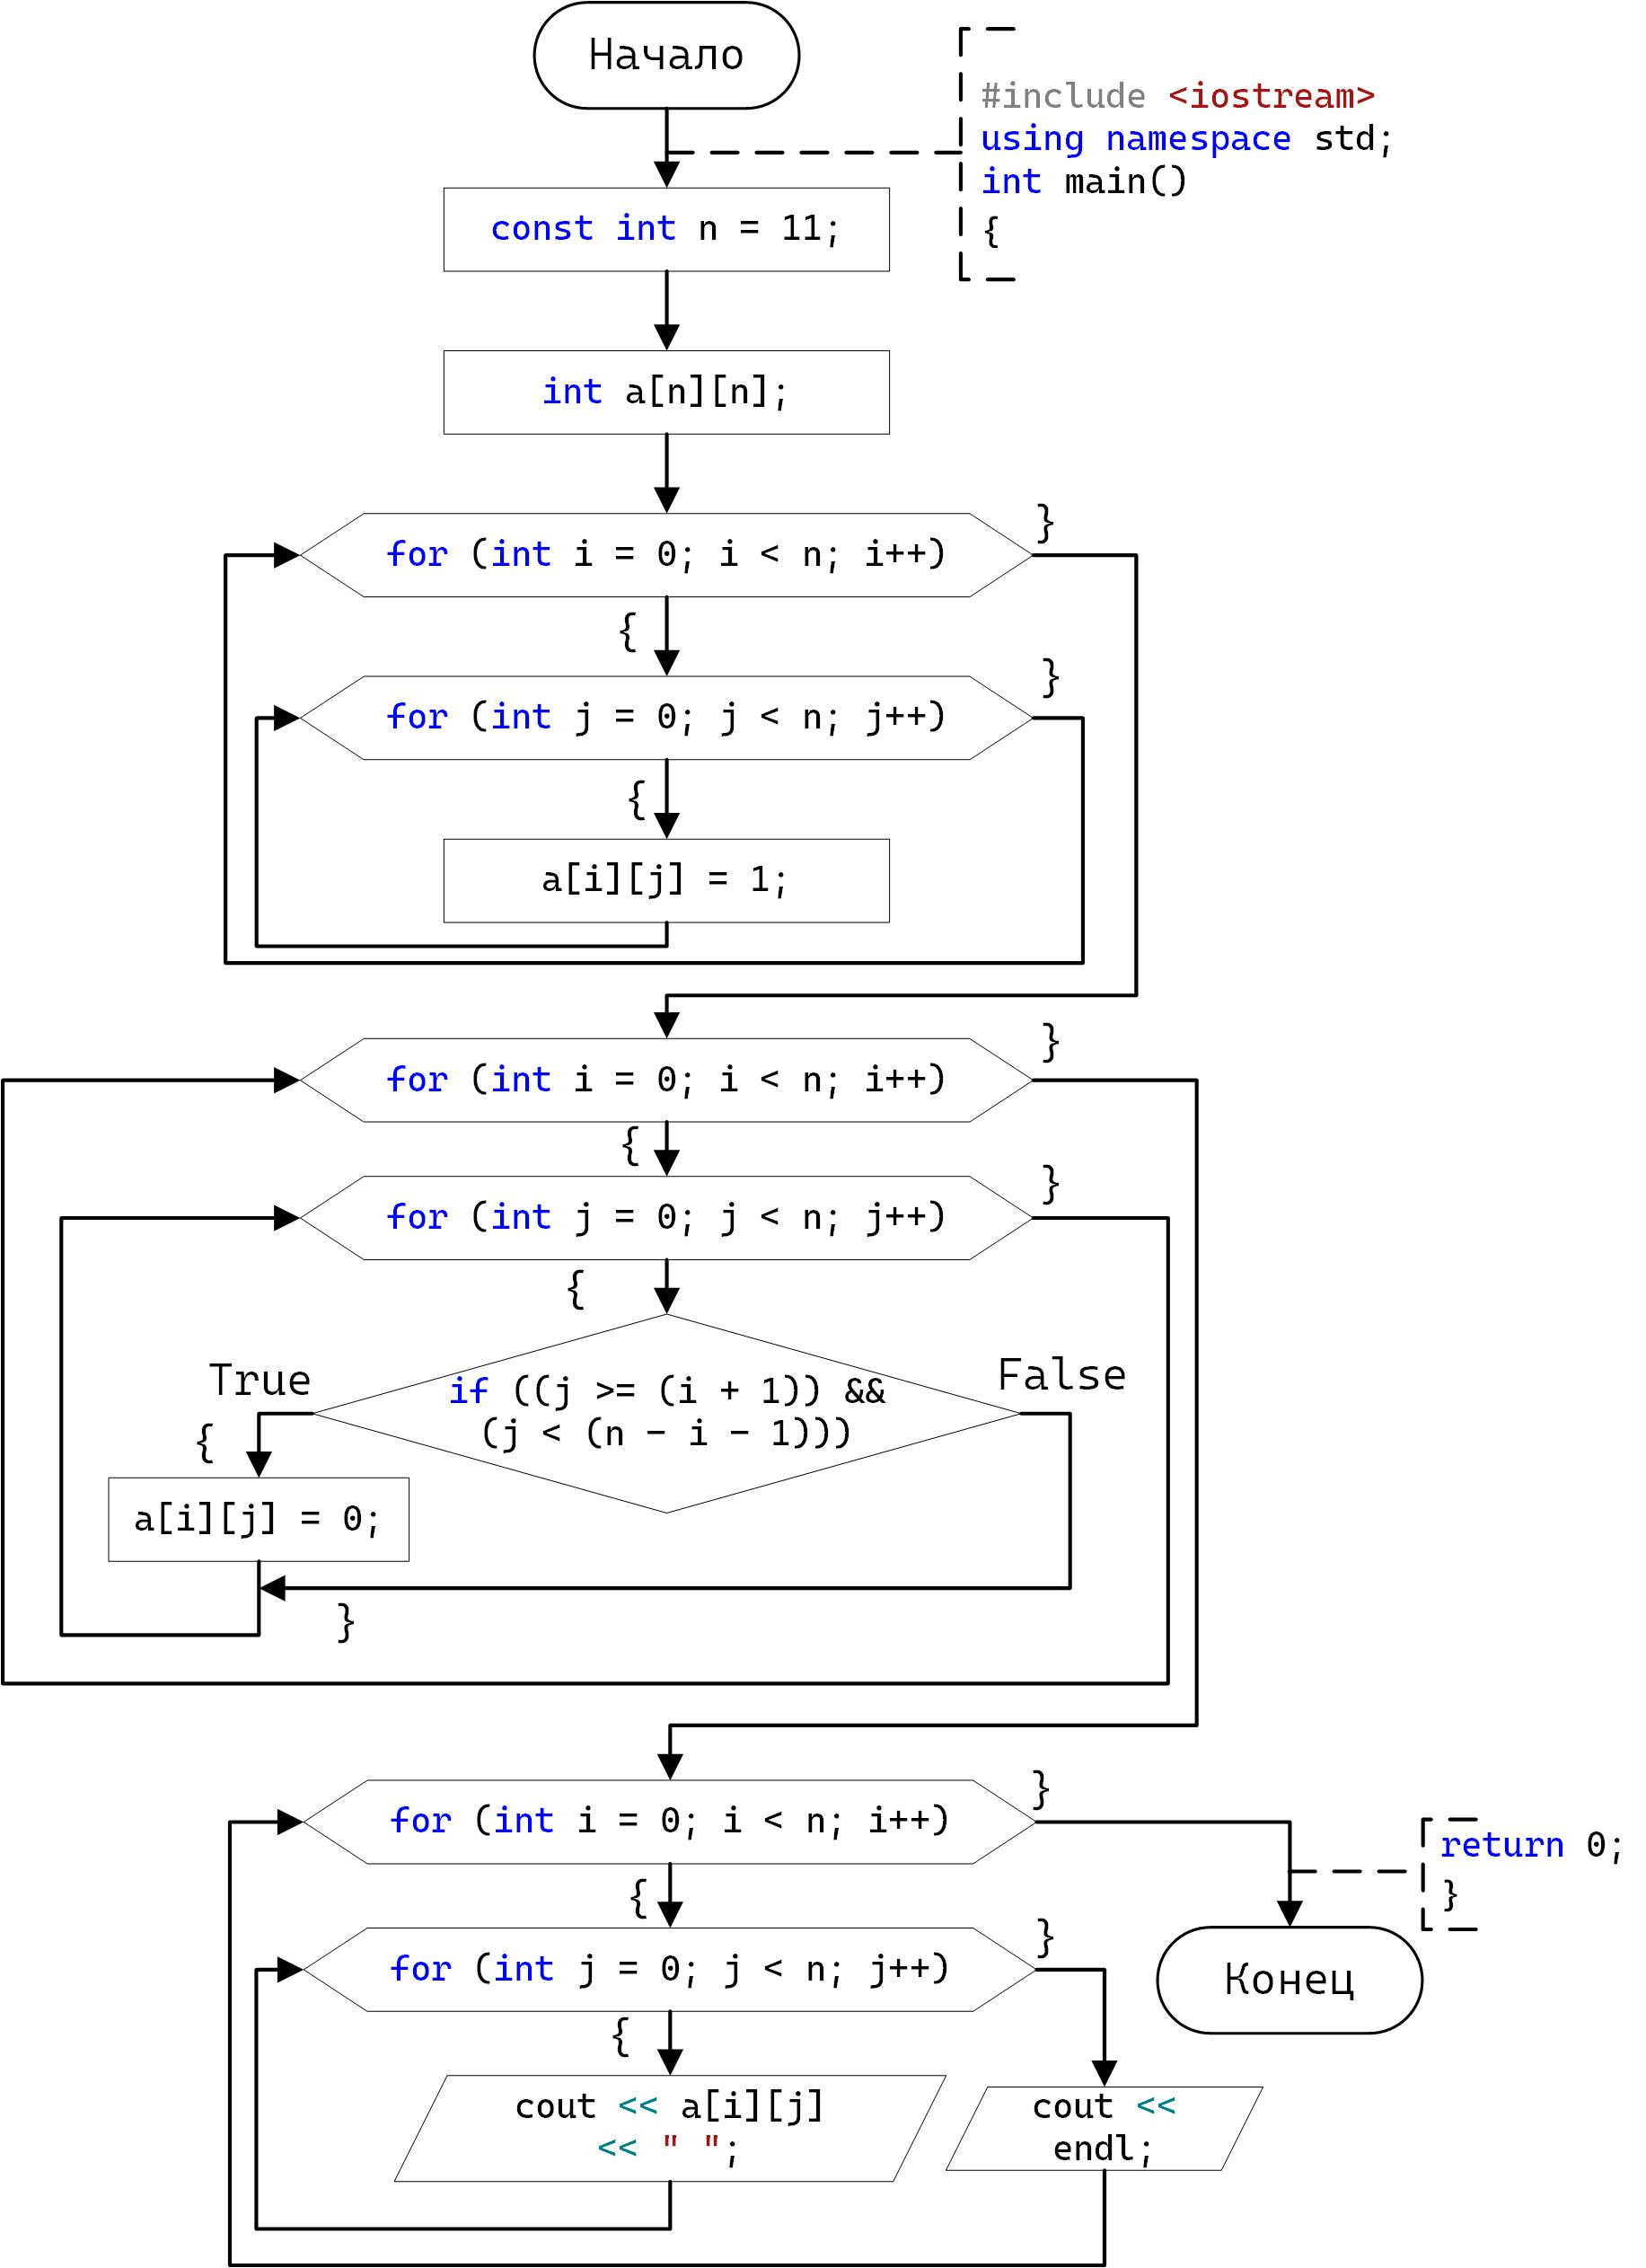 Начало
#include <iostream>
using namespace std;
int main()
{
const int n = 11;
int a[n][n];
for (int i = 0; i < n; i++)
}
{
for (int j = 0; j < n; j++)
}
{
a[i][j] = 1;
for (int i = 0; i < n; i++)
}
{
for (int j = 0; j < n; j++)
}
{
True
if ((j >= (i + 1)) &&
(j < (n - i - 1)))
False
{
a[i][j] = 0;
}
for (int i = 0; i < n; i++)
}
return 0;
}
{
for (int j = 0; j < n; j++)
}
Конец
{
cout << a[i][j]
<< " ";
cout <<
endl;